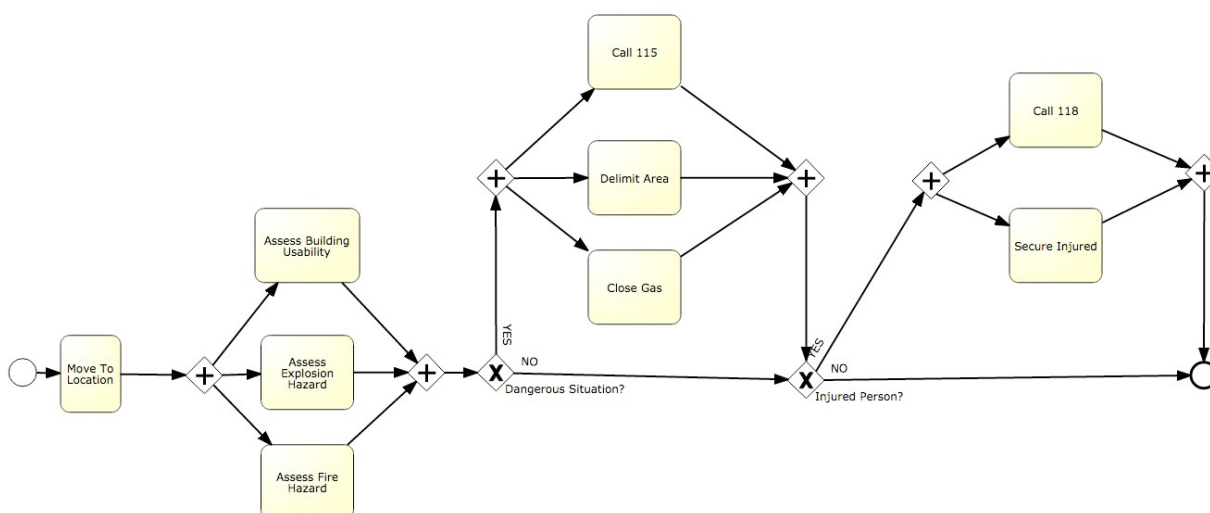 Call 115
Call 118
Delimit Area
Assess Building
Usability
Secure Injured
Close Gas
YES
YES
Move To
Location
Assess
Explosion
Hazard
NO
Dangerous Situation?
NO
Injured Person?
Assess Fire
Hazard